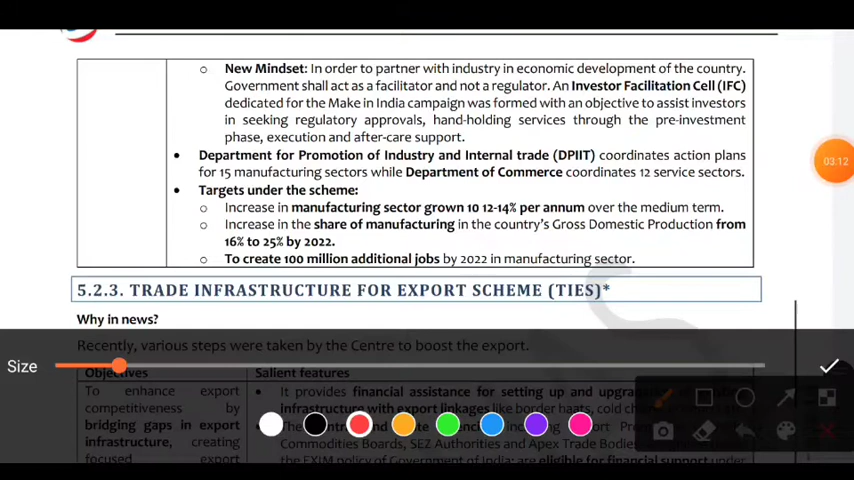 New Mindset: In order to partner with industry in economic development of the country.
Government shall act as a facilitator and not a regulator. An Investor Facilitation Cell (IFC)
dedicated for the Make in India campaign was formed with an objective to assist investors
in seeking regulatory approvals, hand-holding services through the pre-investment
phase, execution and after-care support.
Department for Promotion of Industry and Internal trade (DPIIT) coordinates action plans
for 15 manufacturing sectors while Department of Commerce coordinates 12 service sectors.
Targets under the scheme:
Increase in manufacturing sector grown 10 12-14% per annum over the medium term.
Increase in the share of manufacturing in the country's Gross Domestic Production from
16% to 25% by 2022.
To create 100 million additional jobs by 2022 in manufacturing sector.
5.2.3. TRADE INFRASTRUCTURE FOR EXPORT SCHEME (TIES)*
Why in news?
Recently, various steps were taken by the Centre to boost the export.
Objectives Salient features
To enhance export
competitiveness by
bridging gaps in export
infrastructure, creating
focused export
It provides financial assistance for setting up and
infrastructure with export linkages like border haats, cold
Commodities Boards, SEZ Authorities and Apex Trade Bodies
the EXIM policy of Government of India; are eligible for financial support under
Size
03:12